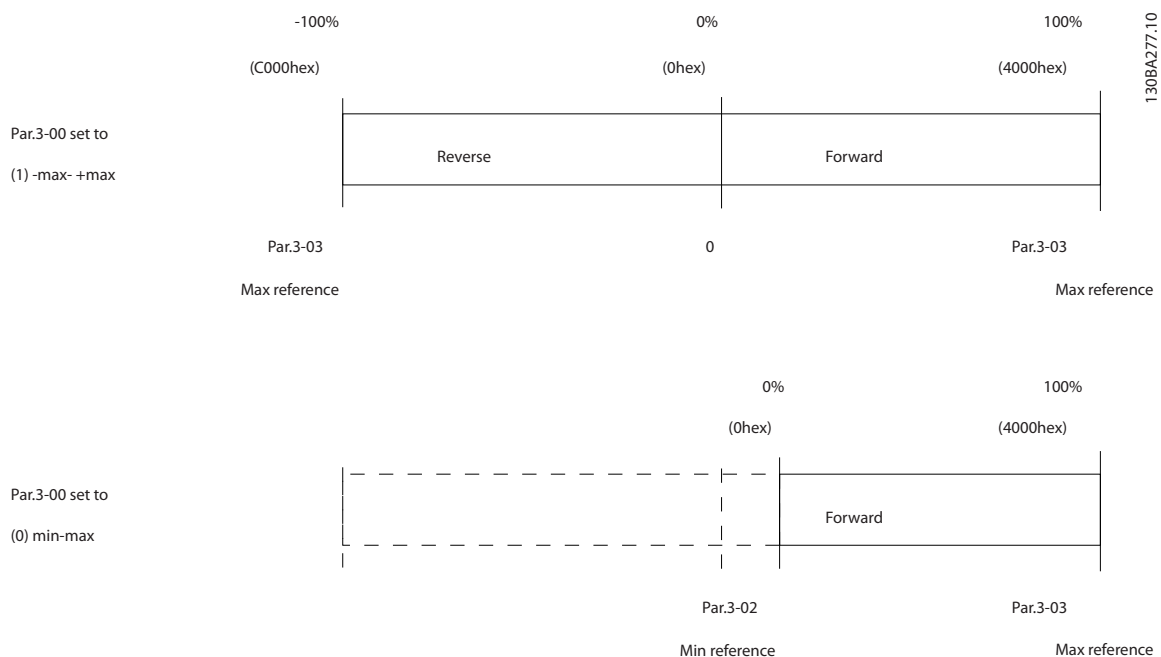 -100% 0% 100%
(C000hex) (0hex) (4000hex)
130BA277.10
Par.3-00 set to
(1) -max- +max
Reverse Forward
Par.3-03 0 Par.3-03
Max reference Max reference
0% 100%
(0hex) (4000hex)
Par.3-00 set to
(0) min-max
Forward
Par.3-02 Par.3-03
Min reference Max reference